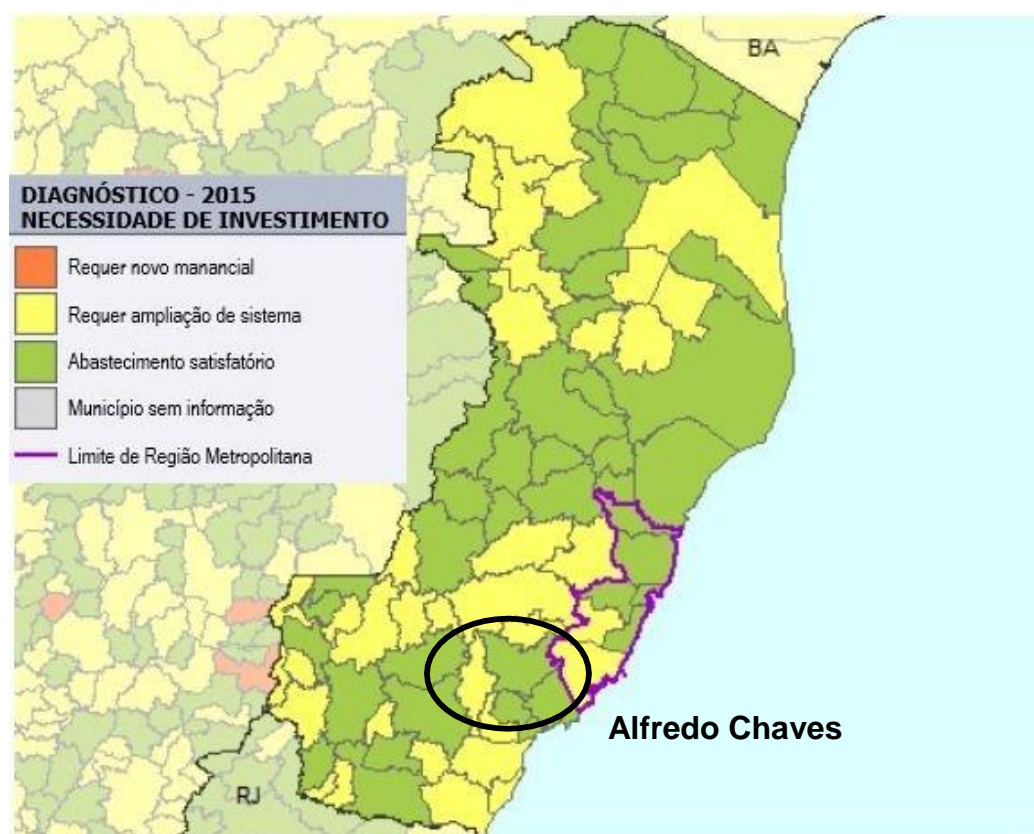 BA
DIAGNÓSTICO - 2015
NECESSIDADE DE INVESTIMENTO
Requer novo manancial
Requer ampliação de sistema
Abastecimento satisfatório
Município sem informação
Limite de Região Metropolitana
Alfredo Chaves
RJ